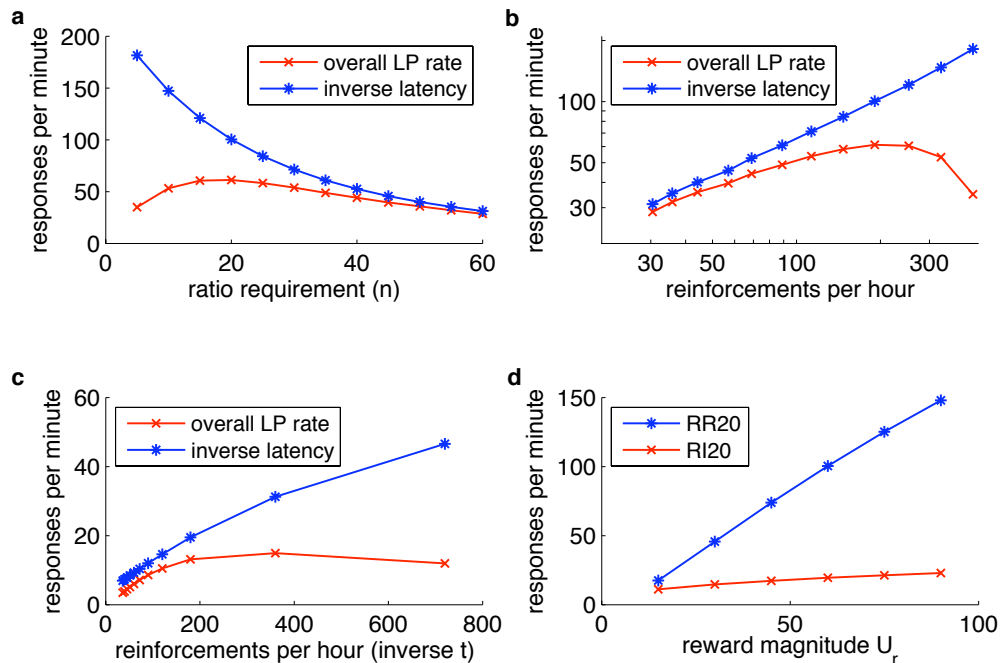 a
responses per minute
200
150
100
50
0
0
20
40
60
ratio requirement (n)
overall LP rate
inverse latency
b
responses per minute
100
50
30
30
50
100
300
reinforcements per hour
overall LP rate
inverse latency
c
responses per minute
60
40
20
0
0
200
400
600
800
reinforcements per hour (inverse t)
overall LP rate
inverse latency
d
responses per minute
150
100
50
0
0
50
100
reward magnitude U_r
RR20
RI20